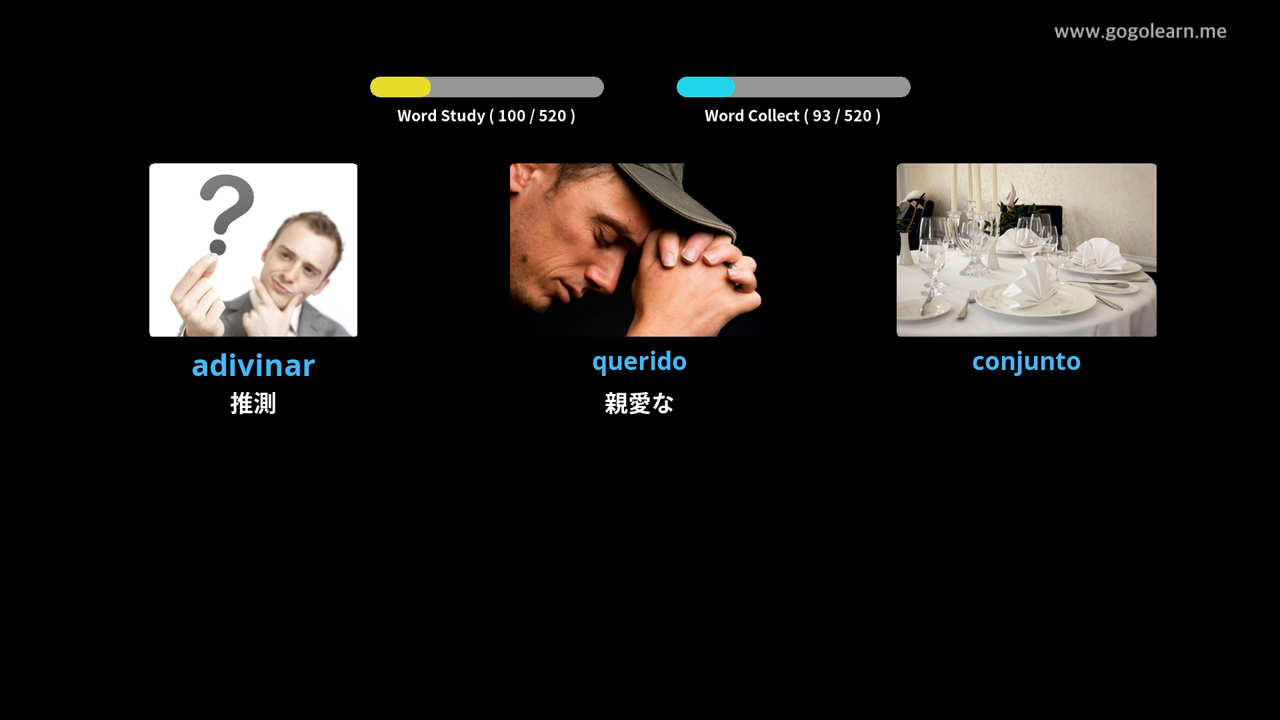 www.gogolearn.me
Word Study ( 100 / 520 )
Word Collect ( 93 / 520 )
adivinar
推測
querido
親愛な
conjunto